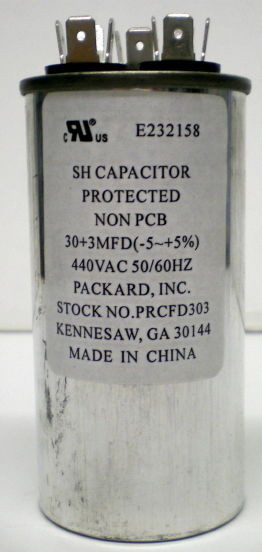 c RU® US E232158
SH CAPACITOR
PROTECTED
NON PCB
30+3MFD(-5~+5%)
440VAC 50/60HZ
PACKARD, INC.
STOCK NO.PRCFD303
KENNESAW, GA 30144
MADE IN CHINA